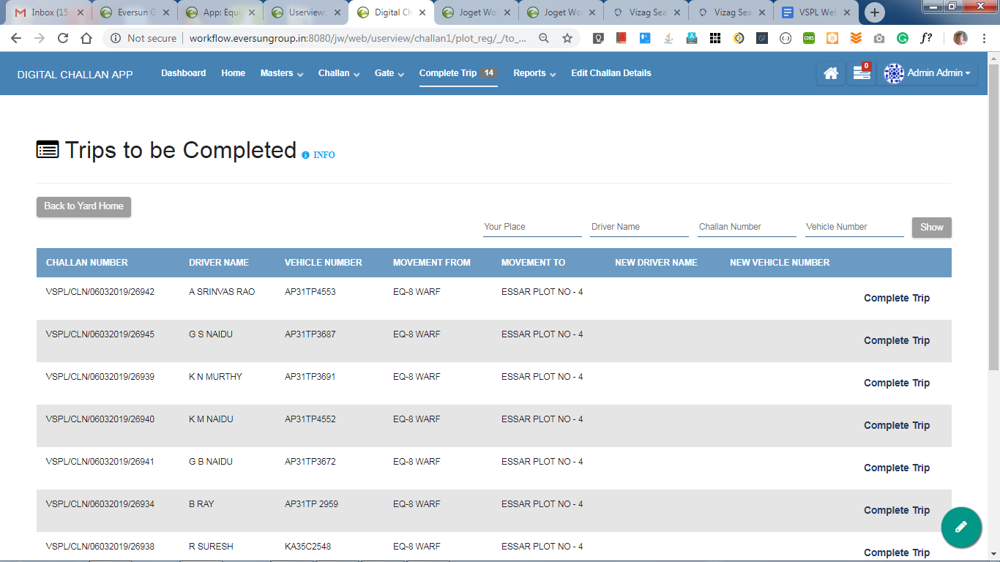 Inbox (15
Eversun G
App: Equi
Userview:
Digital Ch
Joget Wo
Joget Wo
Vizag Sea
Vizag Sea
VSPL Web
Not secure
workflow.eversungroup.in:8080/jw/web/userview/challan1/plot_reg/_/to_...
CORS
f?
DIGITAL CHALLAN APP
Dashboard
Home
Masters
Challan
Gate
Complete Trip 14
Reports
Edit Challan Details
0
Admin Admin
Trips to be Completed
INFO
Back to Yard Home
Your Place
Driver Name
Challan Number
Vehicle Number
Show
CHALLAN NUMBER DRIVER NAME VEHICLE NUMBER MOVEMENT FROM MOVEMENT TO NEW DRIVER NAME NEW VEHICLE NUMBER
VSPL/CLN/06032019/26942 A SRINVAS RAO AP31TP4553 EQ-8 WARF ESSAR PLOT NO - 4 Complete Trip
VSPL/CLN/06032019/26945 G S NAIDU AP31TP3687 EQ-8 WARF ESSAR PLOT NO - 4 Complete Trip
VSPL/CLN/06032019/26939 K N MURTHY AP31TP3691 EQ-8 WARF ESSAR PLOT NO - 4 Complete Trip
VSPL/CLN/06032019/26940 K M NAIDU AP31TP4552 EQ-8 WARF ESSAR PLOT NO - 4 Complete Trip
VSPL/CLN/06032019/26941 G B NAIDU AP31TP3672 EQ-8 WARF ESSAR PLOT NO - 4 Complete Trip
VSPL/CLN/06032019/26934 B RAY AP31TP 2959 EQ-8 WARF ESSAR PLOT NO - 4 Complete Trip
VSPL/CLN/06032019/26938 R SURESH KA35C2548 EQ-8 WARF ESSAR PLOT NO - 4 Complete Trip